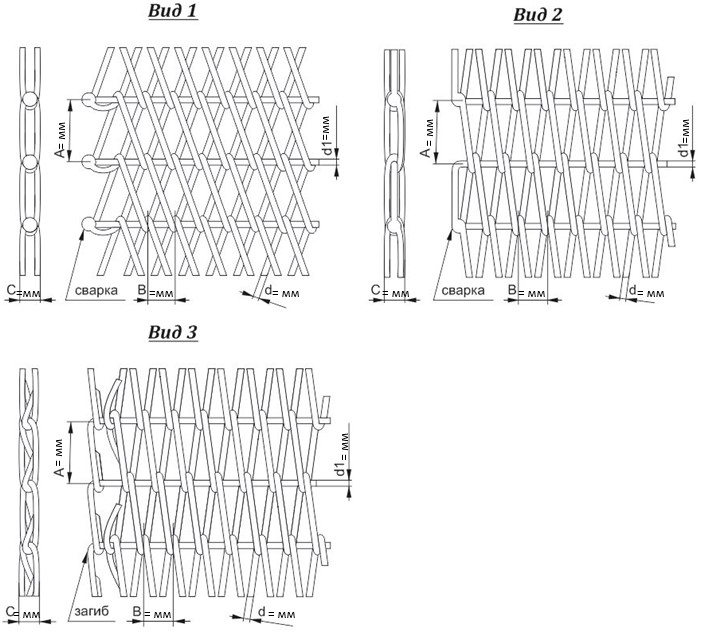 Вид 1
A= мм
d1=мм
C=мм
сварка
B =мм
d= мм
Вид 2
A= мм
d1=мм
C= мм
сварка
B= мм
d= мм
Вид 3
A= мм
d1= мм
C= мм
загиб
B= мм
d= мм